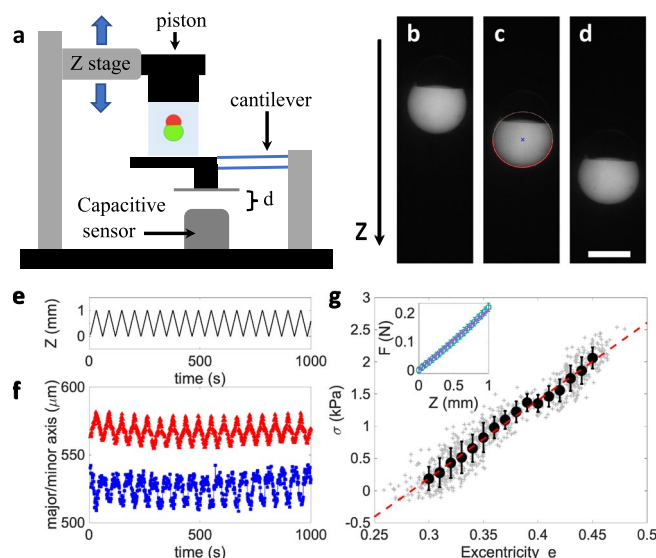 a
piston
Z stage
cantilever
Capacitive
sensor
d
b
c
d
Z
e
Z (mm)
1
0
0
500
1000
time (s)
f
major/minor axis (μm)
600
550
500
0
500
1000
time (s)
g
σ (kPa)
3
2.5
2
1.5
1
0.5
0
-0.5
0.25
0.3
0.35
0.4
0.45
0.5
Excentricity e
F (N)
0.2
0.1
0
0
0.5
1
Z (mm)